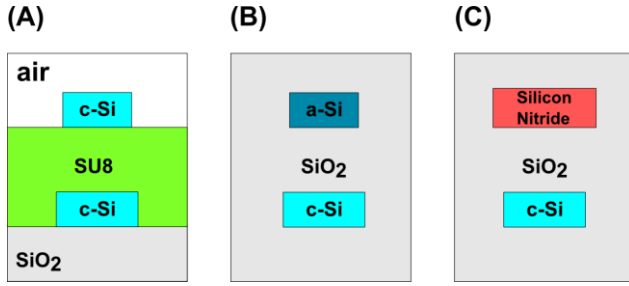 (A) (B) (C)
air
c-Si
SU8
c-Si
SiO2
a-Si
SiO2
c-Si
Silicon
Nitride
SiO2
c-Si